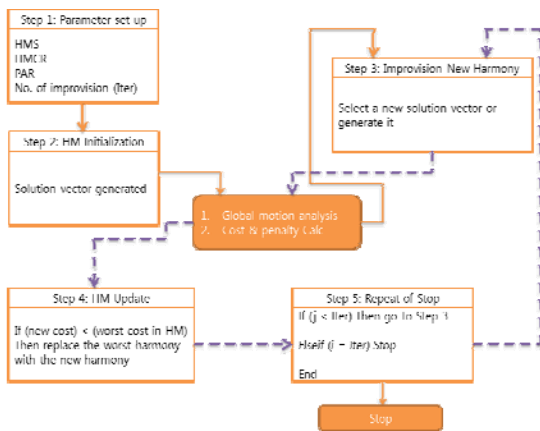 Step 1: Parameter set up
HMS
HMCR
PAR
No. of improvision (Iter)
Step 2: HM Initialization
Solution vector generated
Step 3: Improvision New Harmony
Select a new solution vector or
generate it
1. Global motion analysis
2. Cost & penalty Calc
Step 4: HM Update
If (new cost) < (worst cost in HM)
Then replace the worst harmony
with the new harmony
Step 5: Repeat of Stop
If (j < Iter) Then go to Step 3
Elseif (j = Iter) Stop
End
Stop